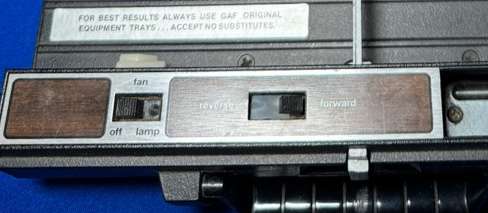 FOR BEST RESULTS ALWAYS USE GAF ORIGINAL
EQUIPMENT TRAYS...ACCEPT NO SUBSTITUTES.
fan
reverse forward
off lamp